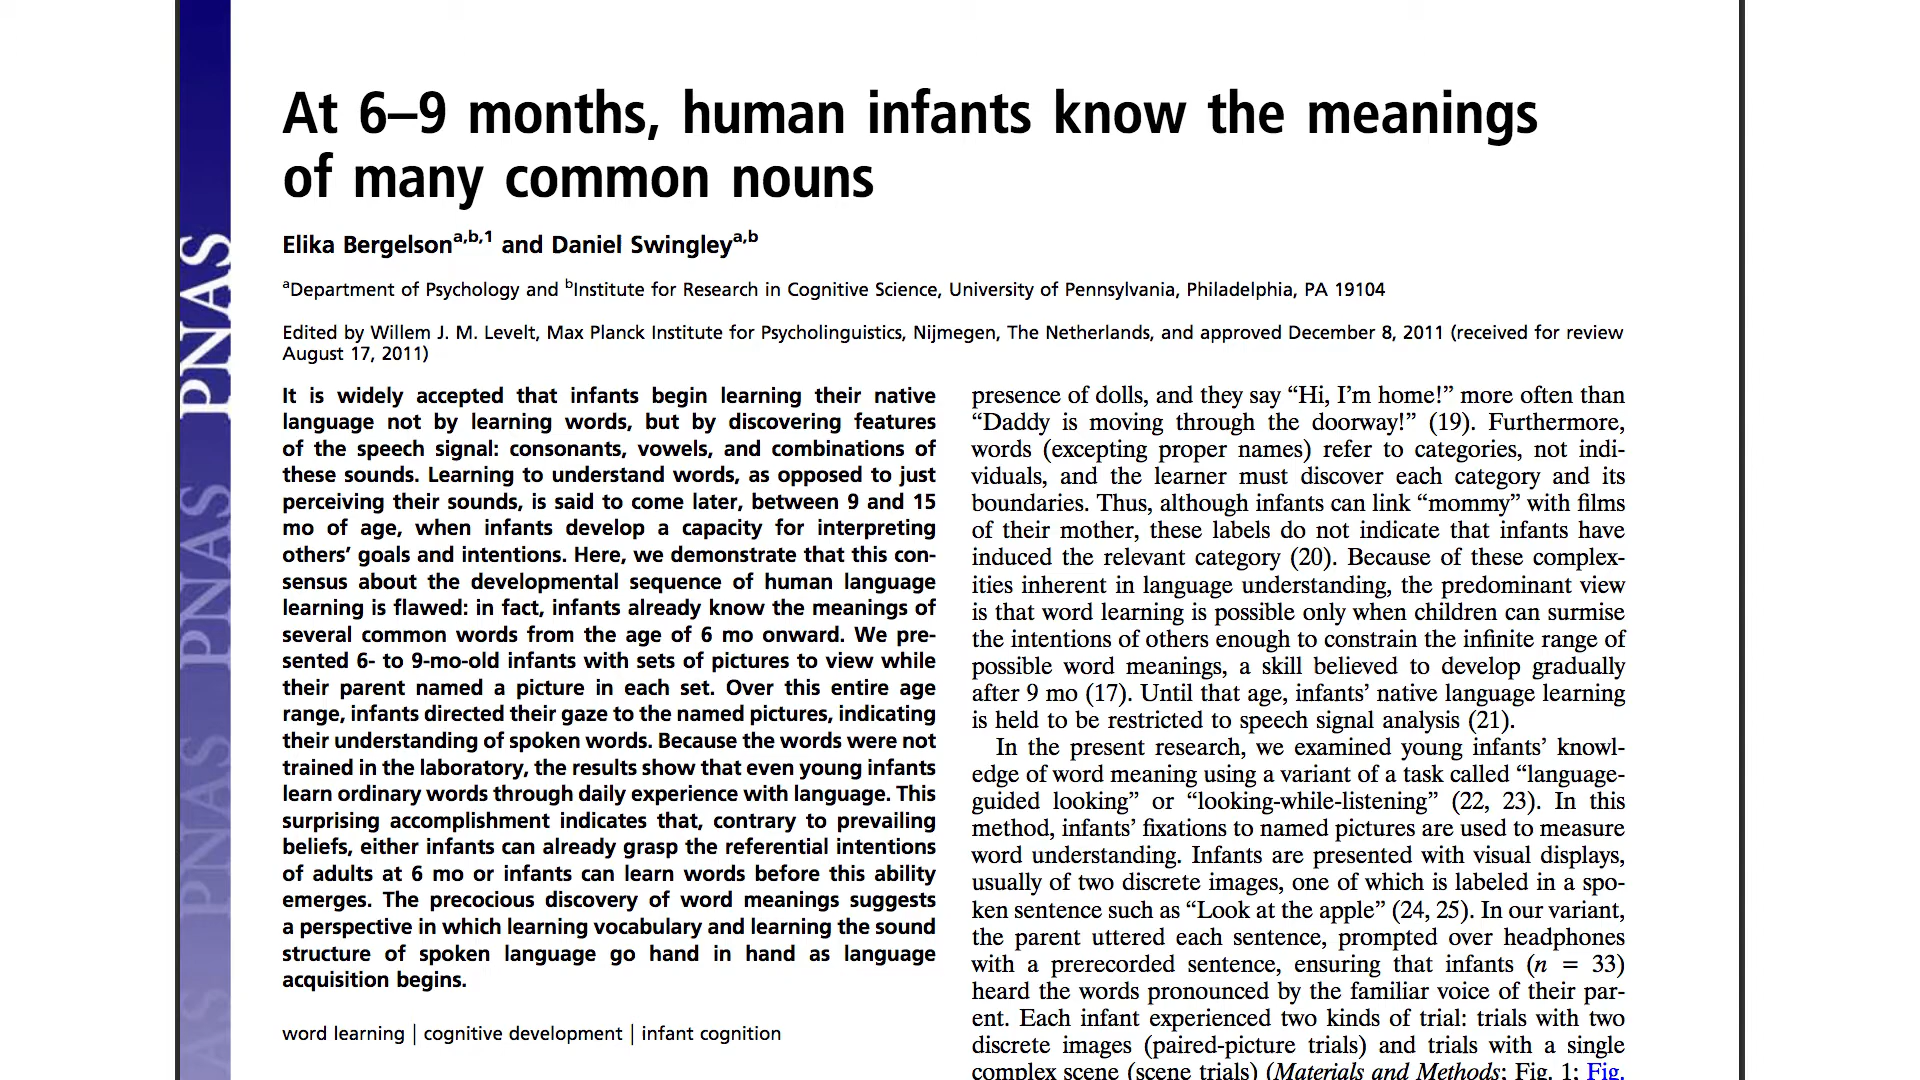 At 6–9 months, human infants know the meanings
of many common nouns
Elika Bergelsona,b,1 and Daniel Swingleya,b
aDepartment of Psychology and bInstitute for Research in Cognitive Science, University of Pennsylvania, Philadelphia, PA 19104
Edited by Willem J. M. Levelt, Max Planck Institute for Psycholinguistics, Nijmegen, The Netherlands, and approved December 8, 2011 (received for review
August 17, 2011)
It is widely accepted that infants begin learning their native
language not by learning words, but by discovering features
of the speech signal: consonants, vowels, and combinations of
these sounds. Learning to understand words, as opposed to just
perceiving their sounds, is said to come later, between 9 and 15
mo of age, when infants develop a capacity for interpreting
others’ goals and intentions. Here, we demonstrate that this con-
sensus about the developmental sequence of human language
learning is flawed: in fact, infants already know the meanings of
several common words from the age of 6 mo onward. We pre-
sented 6- to 9-mo-old infants with sets of pictures to view while
their parent named a picture in each set. Over this entire age
range, infants directed their gaze to the named pictures, indicating
their understanding of spoken words. Because the words were not
trained in the laboratory, the results show that even young infants
learn ordinary words through daily experience with language. This
surprising accomplishment indicates that, contrary to prevailing
beliefs, either infants can already grasp the referential intentions
of adults at 6 mo or infants can learn words before this ability
emerges. The precocious discovery of word meanings suggests
a perspective in which learning vocabulary and learning the sound
structure of spoken language go hand in hand as language
acquisition begins.
word learning | cognitive development | infant cognition
presence of dolls, and they say “Hi, I’m home!” more often than
“Daddy is moving through the doorway!” (19). Furthermore,
words (excepting proper names) refer to categories, not indi-
viduals, and the learner must discover each category and its
boundaries. Thus, although infants can link “mommy” with films
of their mother, these labels do not indicate that infants have
induced the relevant category (20). Because of these complex-
ities inherent in language understanding, the predominant view
is that word learning is possible only when children can surmise
the intentions of others enough to constrain the infinite range of
possible word meanings, a skill believed to develop gradually
after 9 mo (17). Until that age, infants’ native language learning
is held to be restricted to speech signal analysis (21).
In the present research, we examined young infants’ knowl-
edge of word meaning using a variant of a task called “language-
guided looking” or “looking-while-listening” (22, 23). In this
method, infants’ fixations to named pictures are used to measure
word understanding. Infants are presented with visual displays,
usually of two discrete images, one of which is labeled in a spo-
ken sentence such as “Look at the apple” (24, 25). In our variant,
the parent uttered each sentence, prompted over headphones
with a prerecorded sentence, ensuring that infants (n = 33)
heard the words pronounced by the familiar voice of their par-
ent. Each infant experienced two kinds of trial: trials with two
discrete images (paired-picture trials) and trials with a single
complex scene (scene trials) (Materials and Methods; Fig. 1; Fig.
PNAS
PNAS
PNAS
PNAS